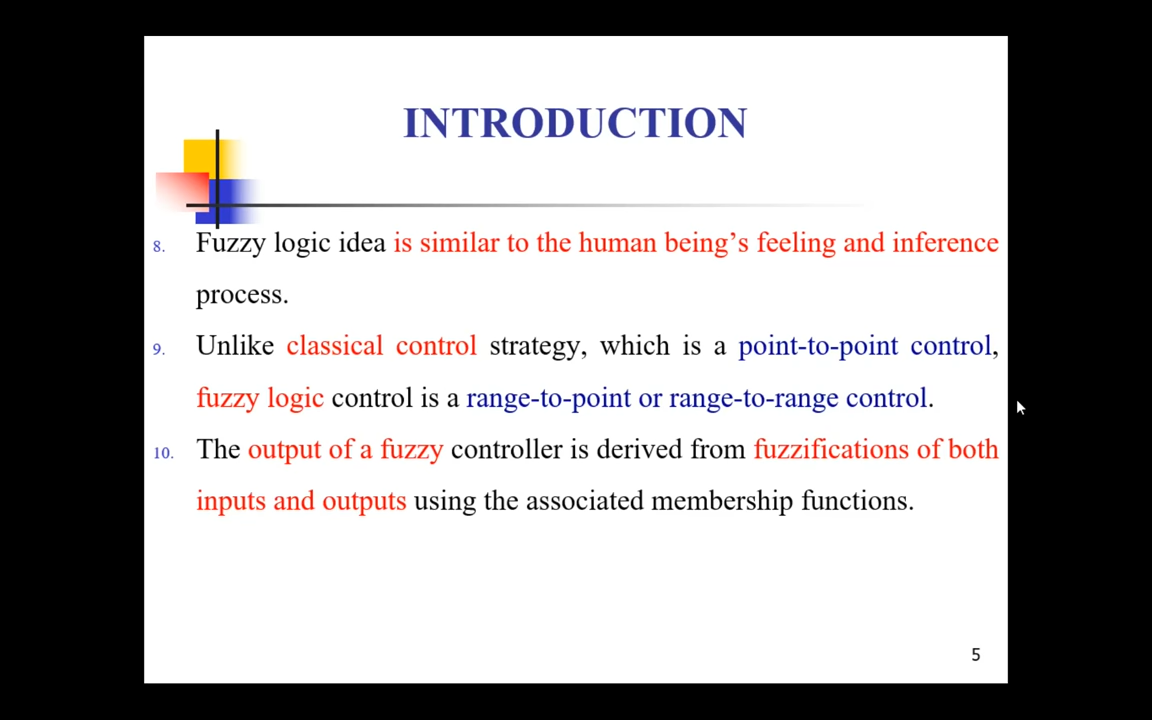 INTRODUCTION
8. Fuzzy logic idea is similar to the human being’s feeling and inference
process.
9. Unlike classical control strategy, which is a point-to-point control,
fuzzy logic control is a range-to-point or range-to-range control.
10. The output of a fuzzy controller is derived from fuzzifications of both
inputs and outputs using the associated membership functions.
5